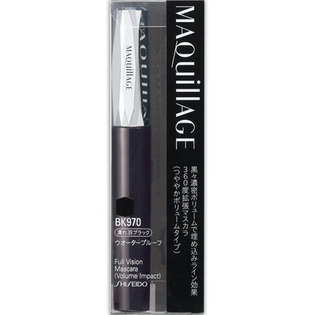 MAQuillAGE
MAQuillAGE
BK970
濡れ羽ブラック
ウオータープルーフ
Full Vision
Mascara
(Volume Impact)
SHISEIDO
黒々濃密ボリュームで埋め込みライン効果
360度拡張マスカラ
(つややかボリュームタイプ)